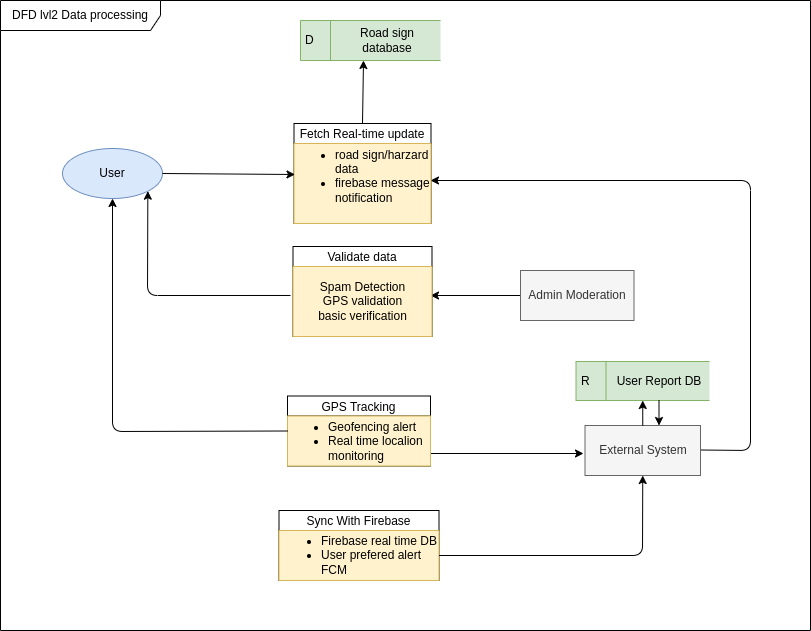 DFD lvl2 Data processing
D
Road sign
database
Fetch Real-time update
• road sign/harzard
data
• firebase message
notification
User
Validate data
Spam Detection
GPS validation
basic verification
Admin Moderation
R
User Report DB
GPS Tracking
• Geofencing alert
• Real time localion
monitoring
External System
Sync With Firebase
• Firebase real time DB
• User prefered alert
FCM